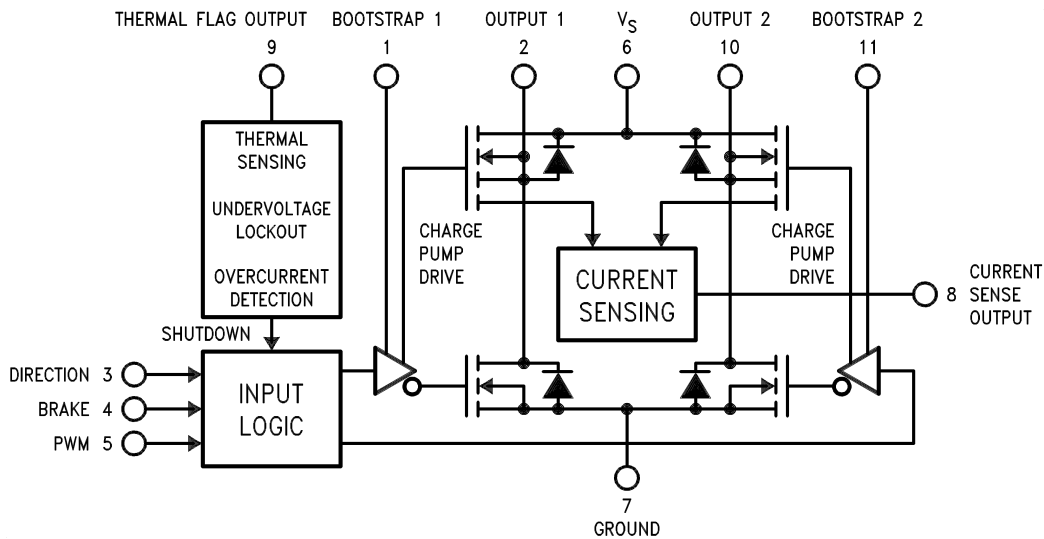 THERMAL FLAG OUTPUT
9
BOOTSTRAP 1
1
OUTPUT 1
2
VS
6
OUTPUT 2
10
BOOTSTRAP 2
11
THERMAL
SENSING
UNDERVOLTAGE
LOCKOUT
OVERCURRENT
DETECTION
CHARGE
PUMP
DRIVE
CURRENT
SENSING
CHARGE
PUMP
DRIVE
8 CURRENT
SENSE
OUTPUT
SHUTDOWN
DIRECTION 3
BRAKE 4
PWM 5
INPUT
LOGIC
7
GROUND